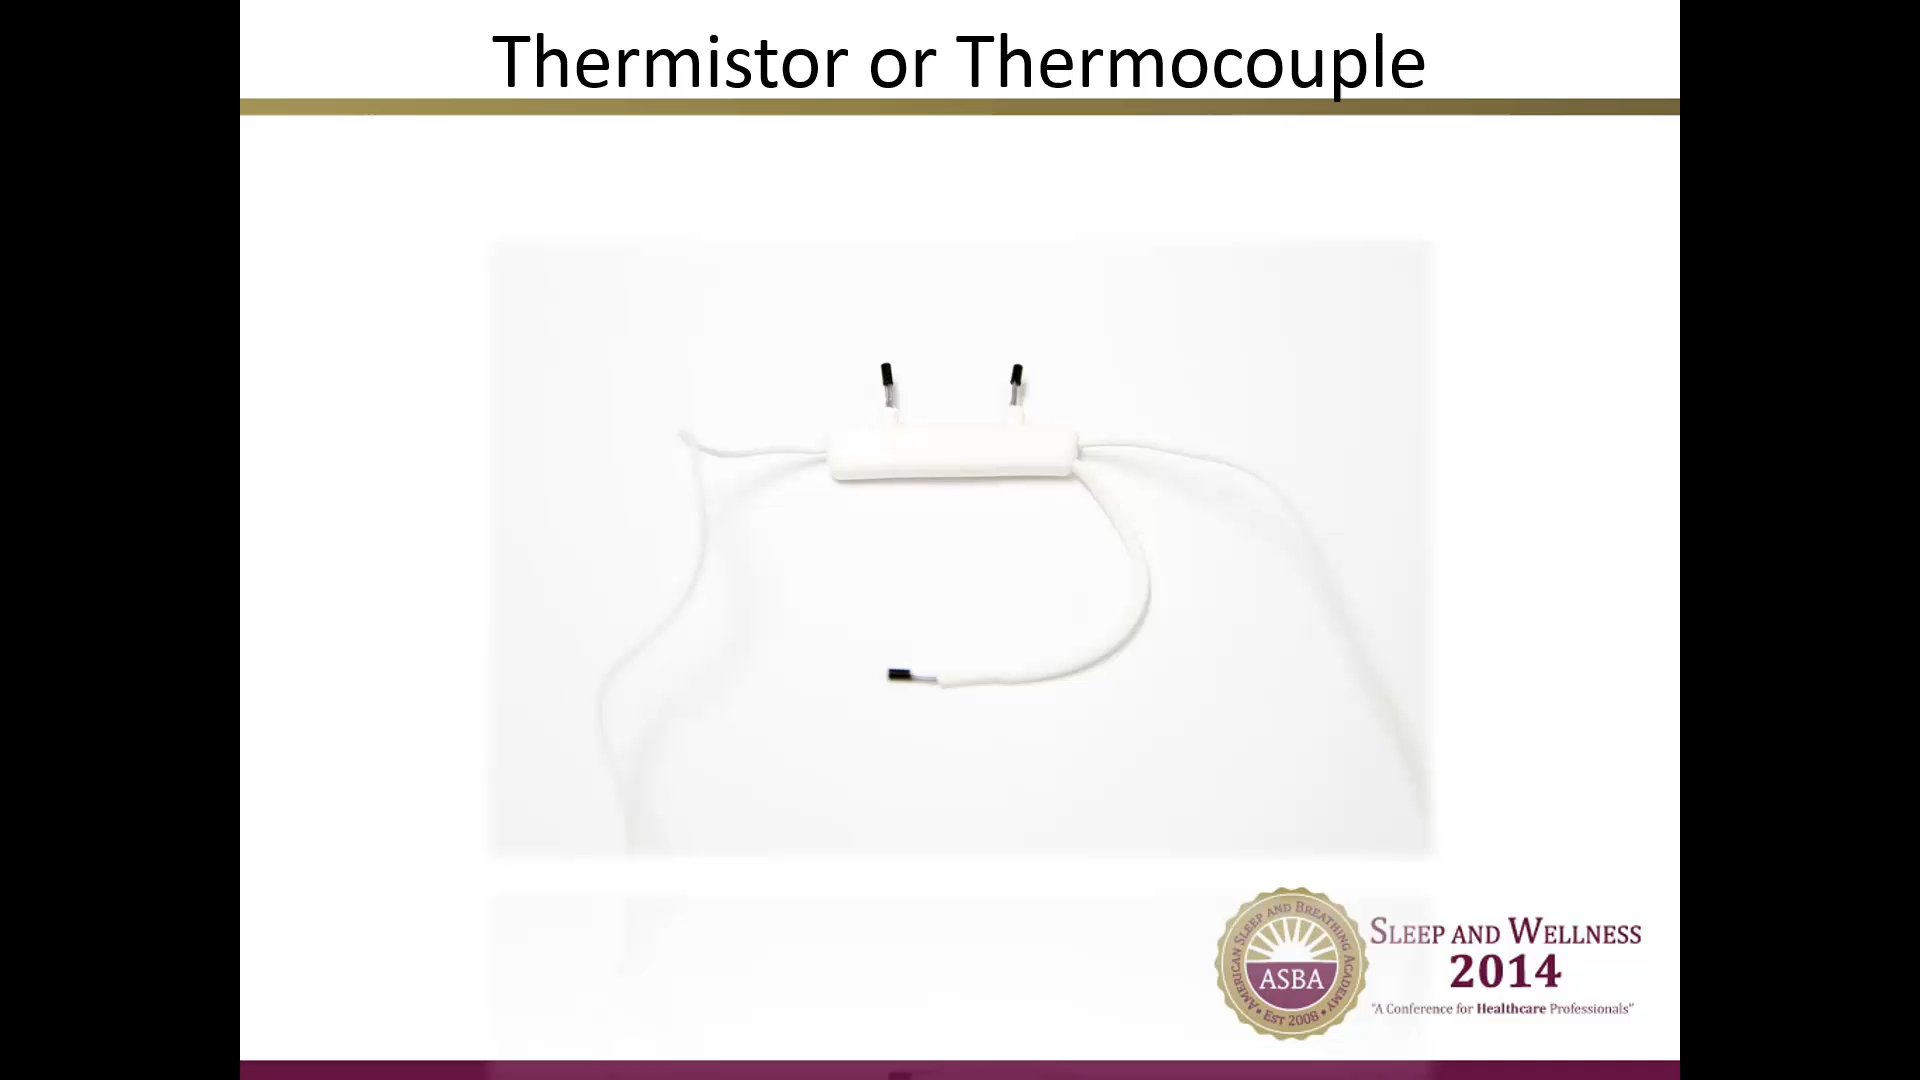 Thermistor or Thermocouple
AMERICAN SLEEP AND BREATHING ACADEMY
ASBA
• EST 2008 •
SLEEP AND WELLNESS
2014
"A Conference for Healthcare Professionals"